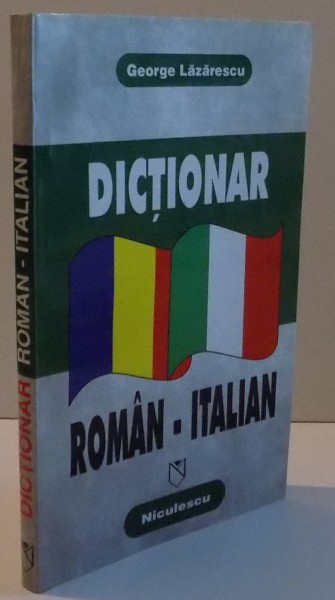 George Lăzărescu
DICȚIONAR
ROMÂN - ITALIAN
Niculescu
DICȚIONAR ROMÂN - ITALIAN